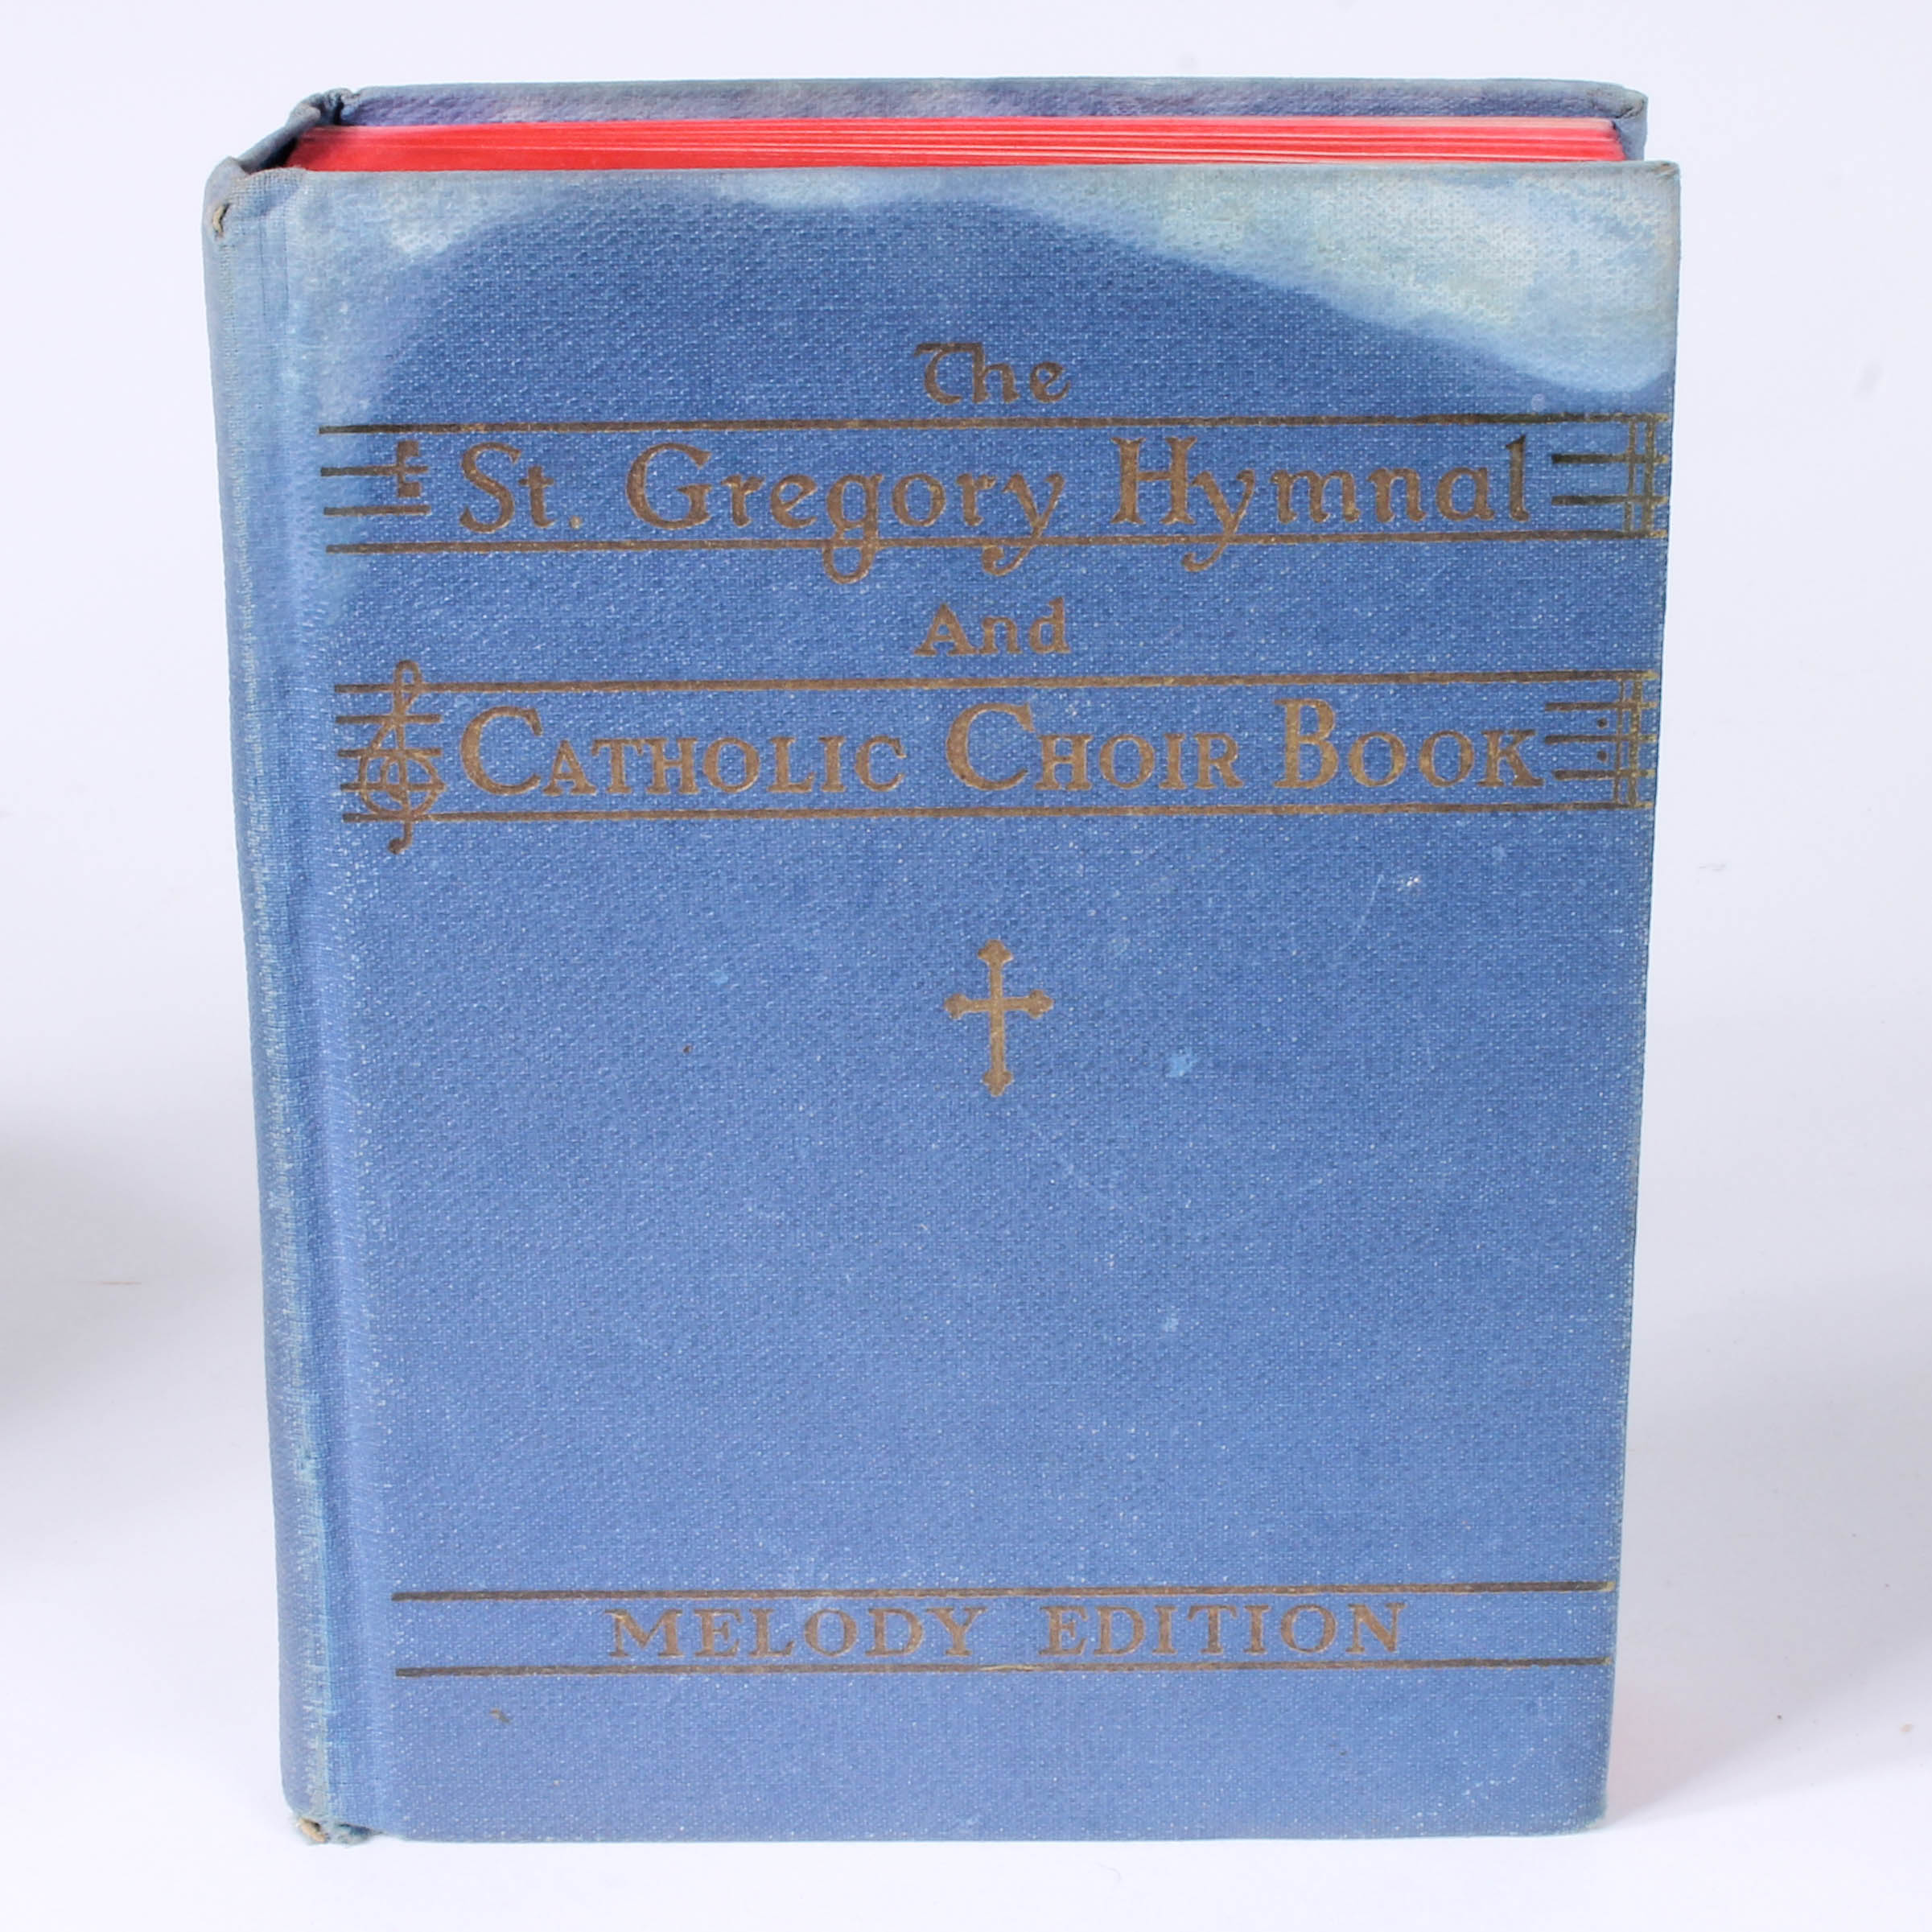 The
St. Gregory Hymnal
And
CATHOLIC CHOIR BOOK
MELODY EDITION